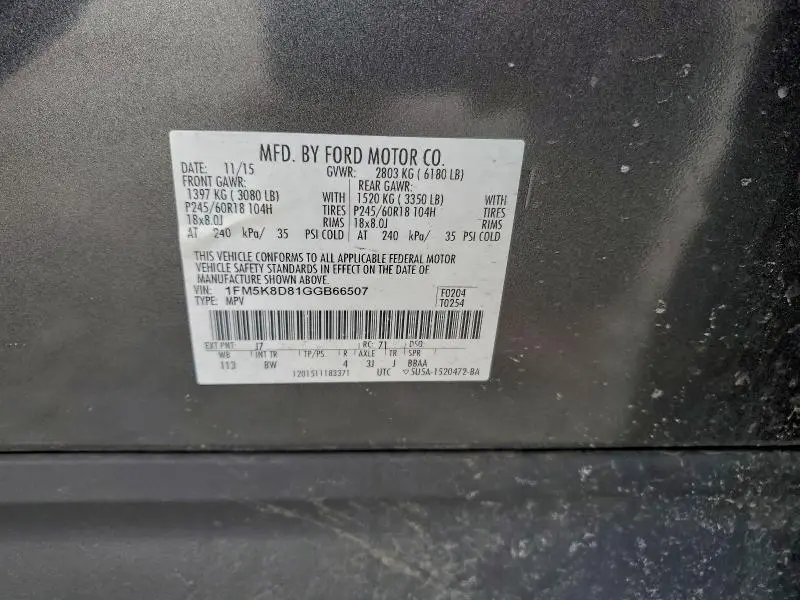 MFD. BY FORD MOTOR CO.
DATE: 11/15 GVWR: 2803 KG ( 6180 LB)
FRONT GAWR: REAR GAWR:
1397 KG ( 3080 LB) WITH 1520 KG ( 3350 LB) WITH
P245/60R18 104H TIRES P245/60R18 104H TIRES
18x8.0J RIMS 18x8.0J RIMS
AT 240 kPa/ 35 PSI COLD AT 240 kPa/ 35 PSI COLD
THIS VEHICLE CONFORMS TO ALL APPLICABLE FEDERAL MOTOR
VEHICLE SAFETY STANDARDS IN EFFECT ON THE DATE OF
MANUFACTURE SHOWN ABOVE.
VIN: 1FM5K8D81GGB66507 F0204
TYPE: MPV T0254
EXT PNT: J7 RC: 71 DSO:
WB INT TR TP/PS R AXLE TR SPR
113 BW 4 3J J BBAA
1201511183371 UTC 5U5A-1520472-BA